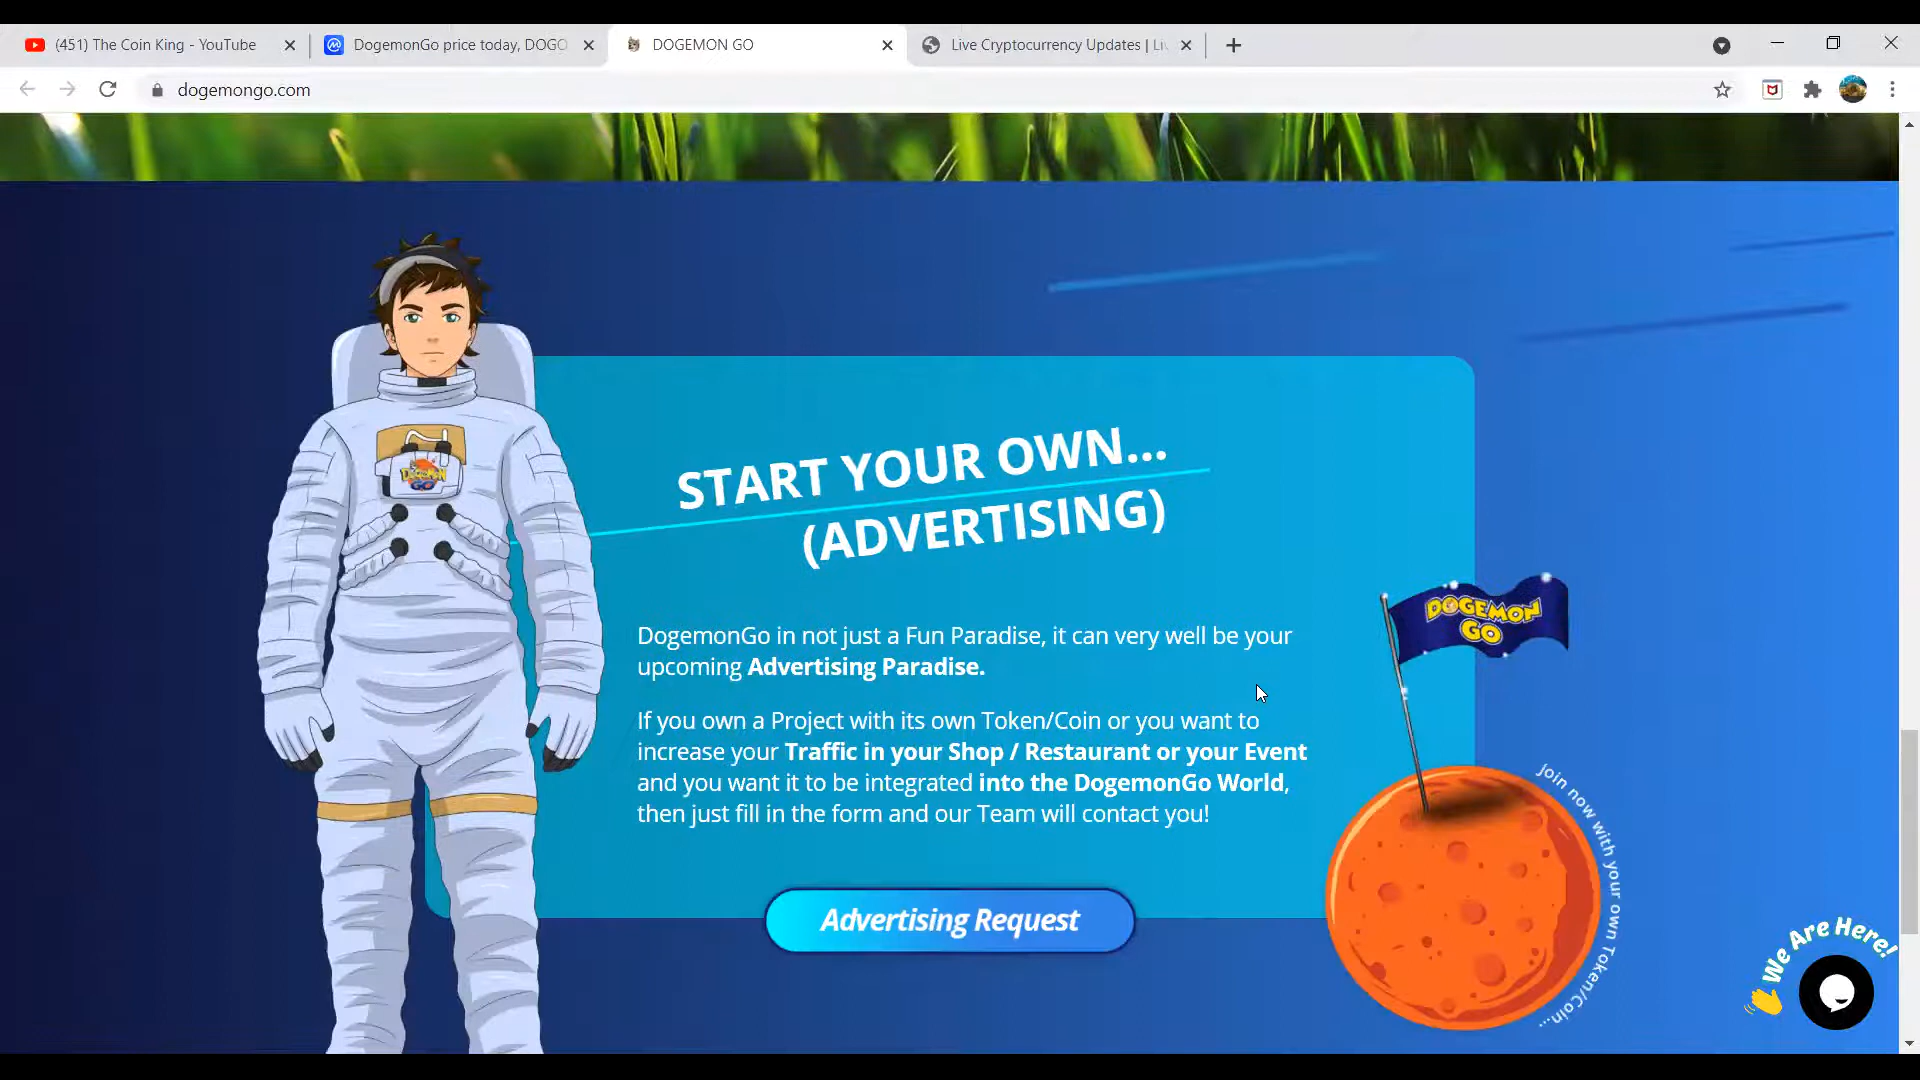 (451) The Coin King - YouTube
DogemonGo price today, DOGO
DOGEMON GO
Live Cryptocurrency Updates | Li
dogemongo.com
START YOUR OWN...
(ADVERTISING)
DogemonGo in not just a Fun Paradise, it can very well be your
upcoming Advertising Paradise.
If you own a Project with its own Token/Coin or you want to
increase your Traffic in your Shop / Restaurant or your Event
and you want it to be integrated into the DogemonGo World,
then just fill in the form and our Team will contact you!
Advertising Request
DOGEMON
GO
DOGEMON
GO
join now with your own Token/Coin...
We Are Here!